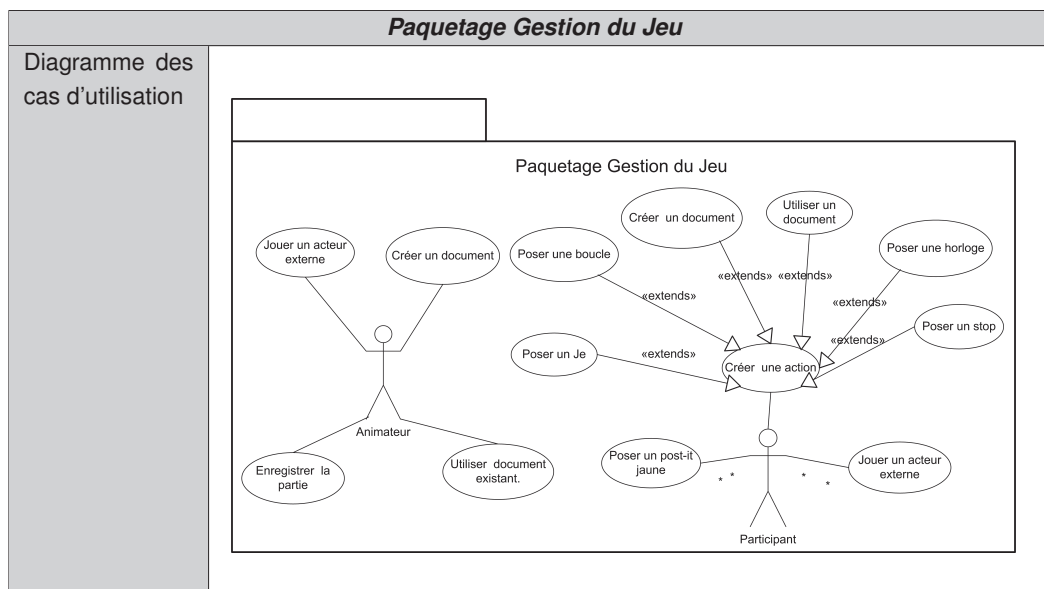 Paquetage Gestion du Jeu
Diagramme des
cas d'utilisation
Paquetage Gestion du Jeu
Jouer un acteur
externe
Créer un document
Poser une boucle
Créer un document
Utiliser un
document
Poser une horloge
Poser un stop
Poser un Je
«extends»
«extends»
«extends»
«extends»
«extends»
«extends»
Créer une action
Animateur
Enregistrer la
partie
Utiliser document
existant.
Poser un post-it
jaune
* *
* *
Jouer un acteur
externe
Participant